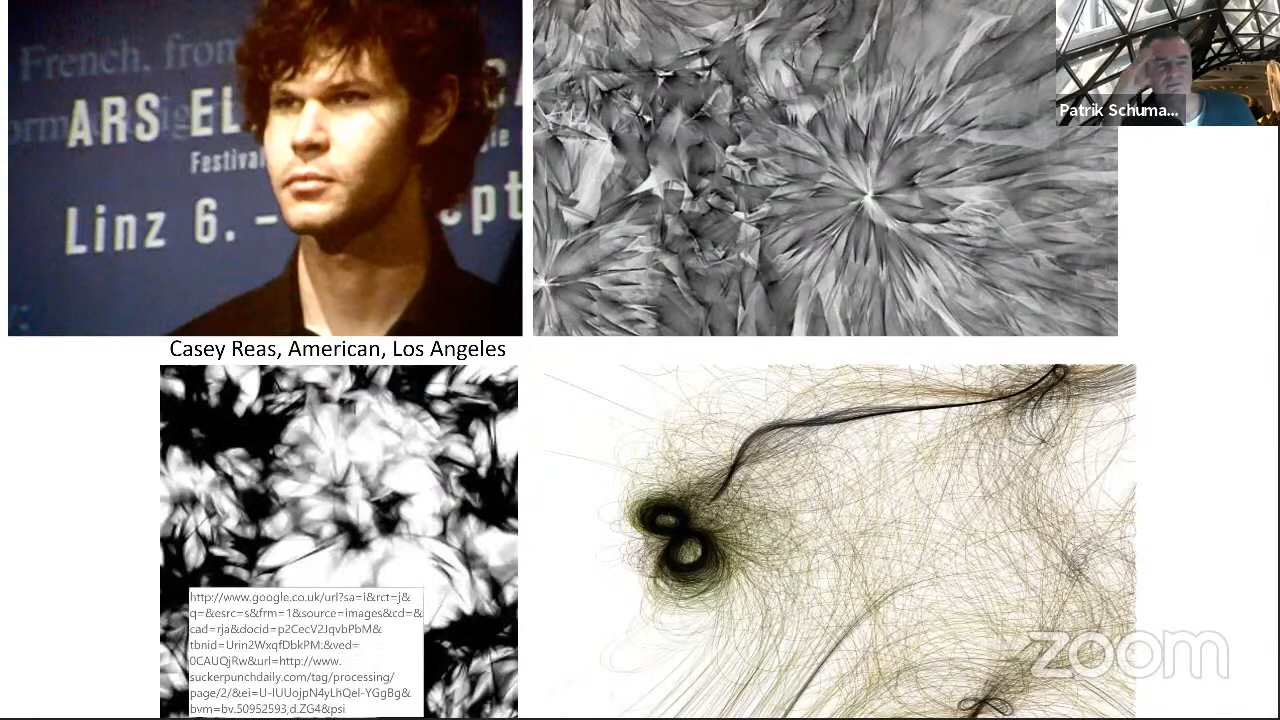 French. from
ARS EL
Festival
Linz 6. –
ept
Patrik Schuma...
Casey Reas, American, Los Angeles
http://www.google.co.uk/url?sa=i&rct=j&
q=&esrc=s&frm=1&source=images&cd=&
cad=rja&docid=p2CecV2JqvbPbM&
tbnid=Urin2WxqfDbkPM:&ved=
0CAUQjRw&url=http://www.
suckerpunchdaily.com/tag/processing/
page/2/&ei=U-lUUojpN4yLhQel-YGgBg&
bvm=bv.50952593,d.ZG4&psi
zoom